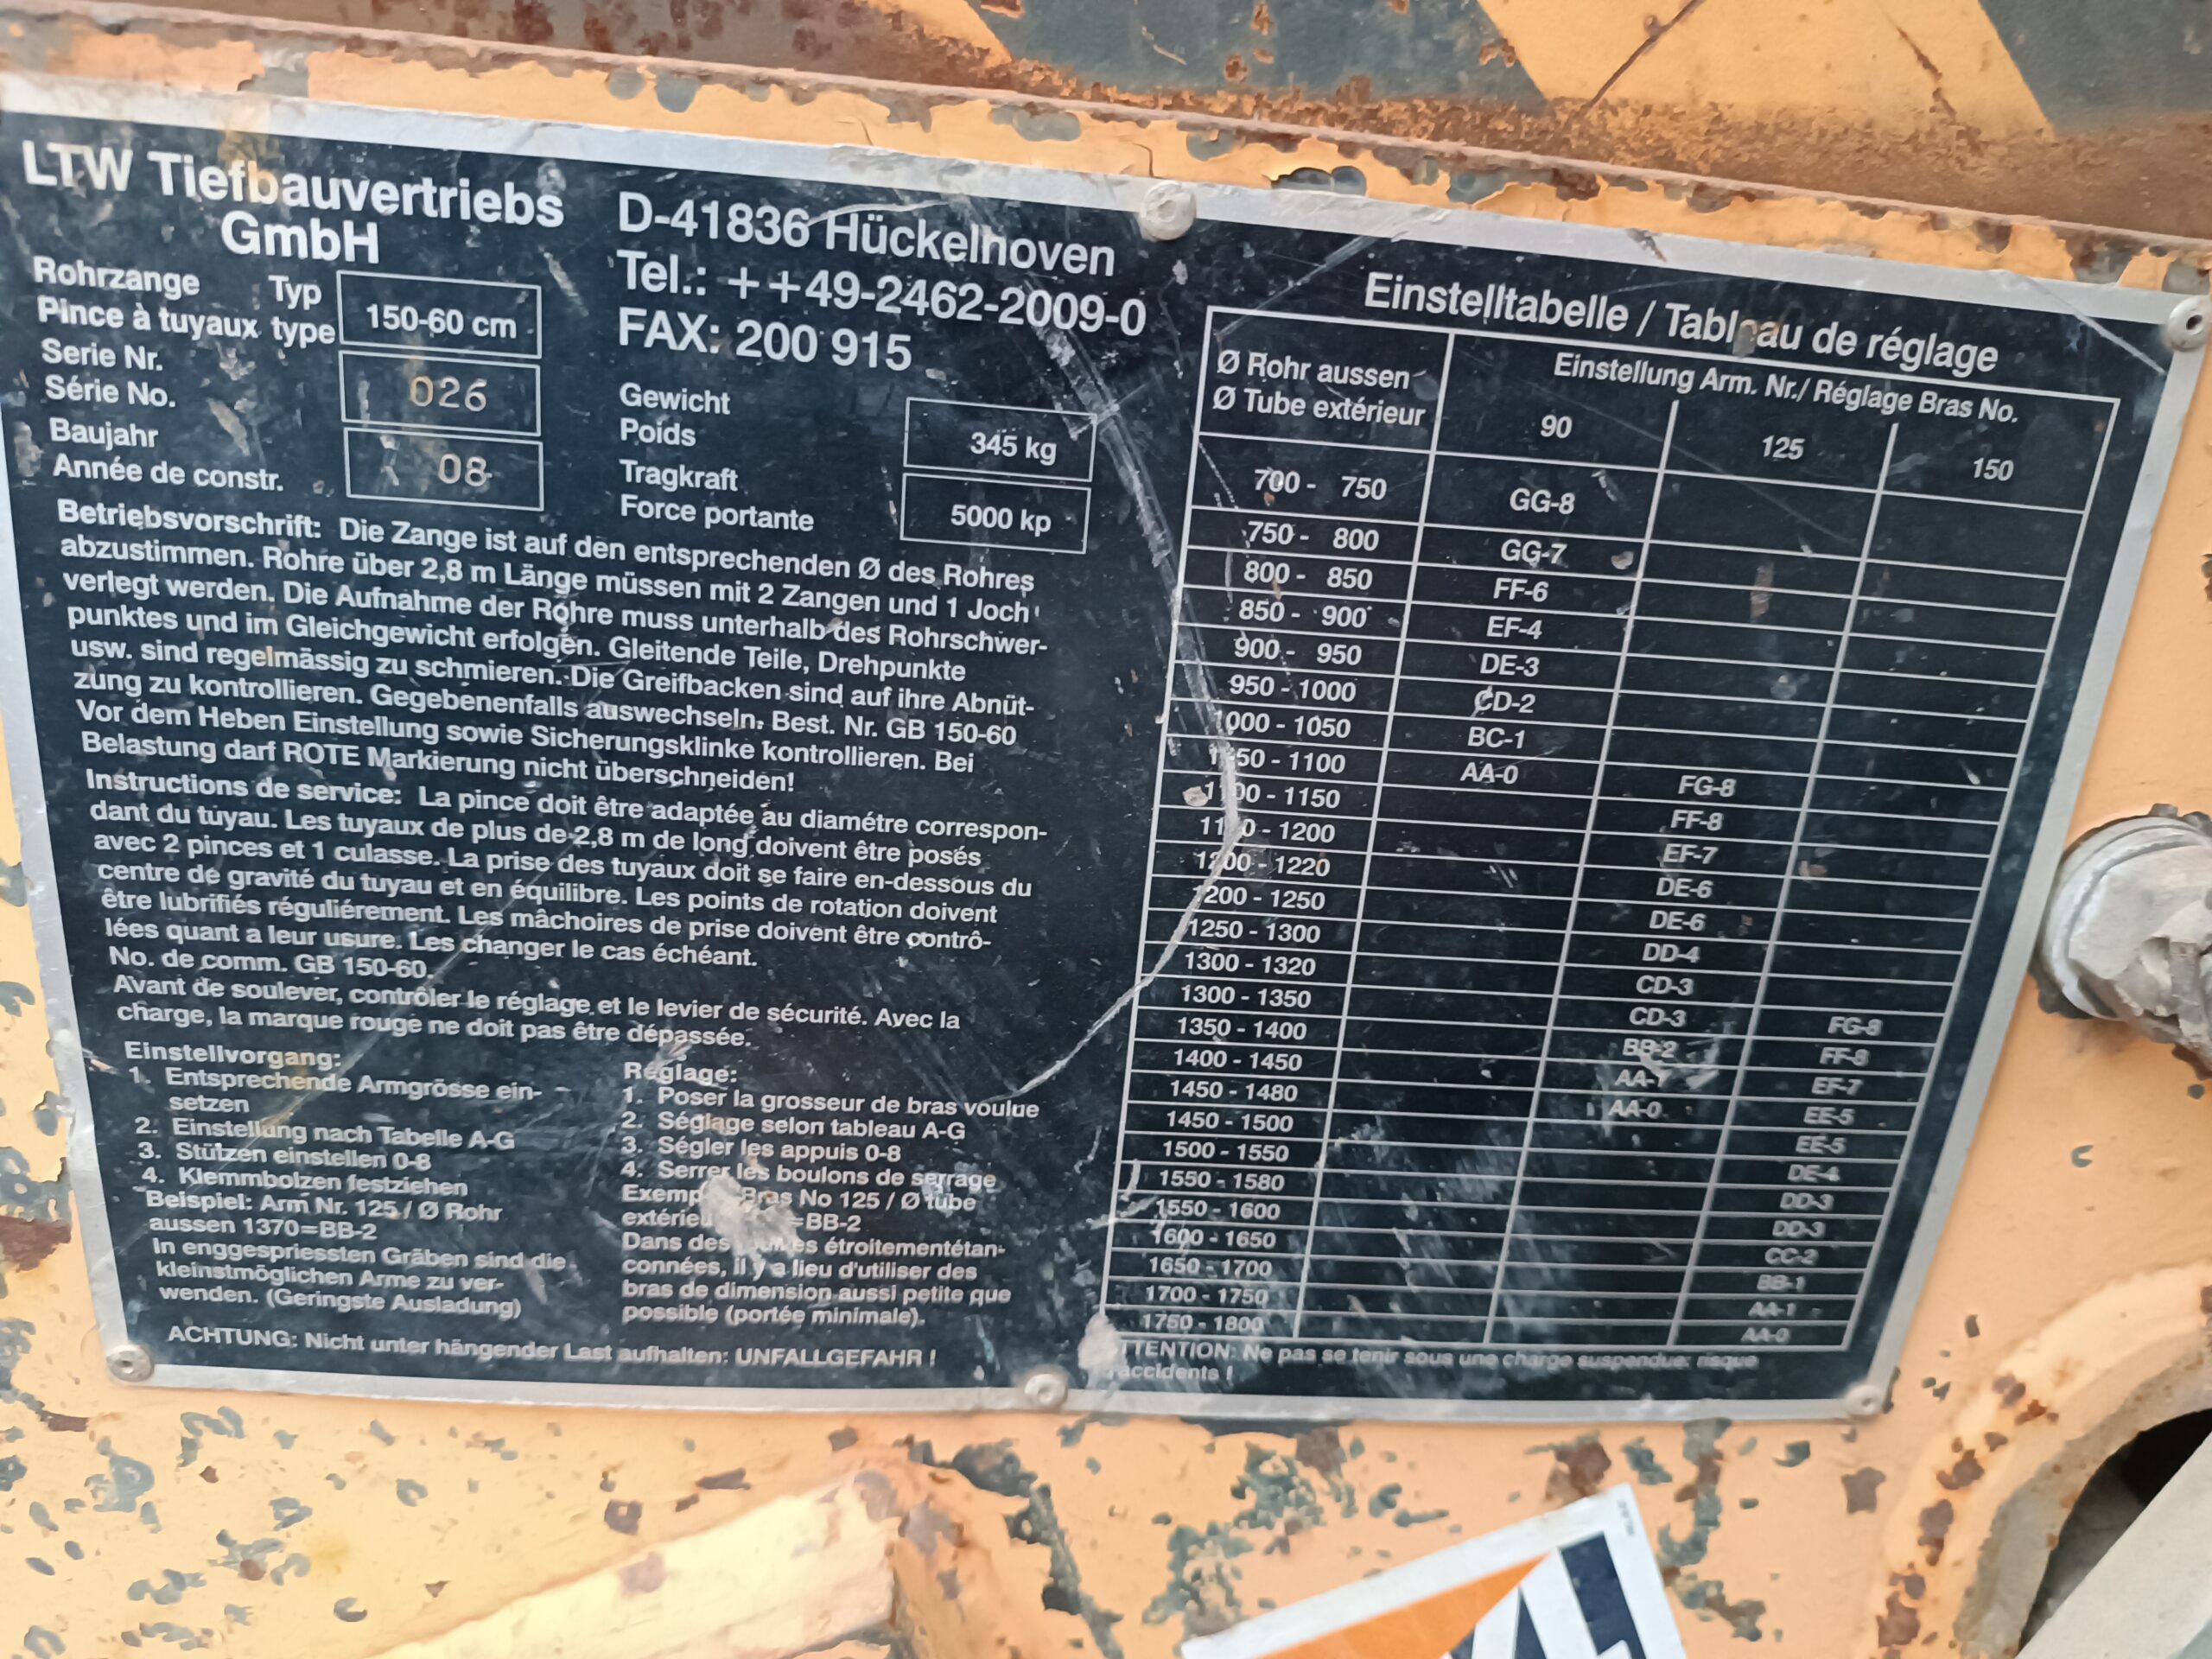 LTW Tiefbauvertriebs
GmbH
D-41836 Hückelhoven
Tel.: ++49-2462-2009-0
FAX: 200 915
Rohrzange Typ
Pince à tuyaux type
150-60 cm
Serie Nr.
Série No.
026
Baujahr
Année de constr.
08
Gewicht
Poids
345 kg
Tragkraft
Force portante
5000 kp
Betriebsvorschrift: Die Zange ist auf den entsprechenden Ø des Rohres
abzustimmen. Rohre über 2,8 m Länge müssen mit 2 Zangen und 1 Joch
verlegt werden. Die Aufnahme der Rohre muss unterhalb des Rohrschwer-
punktes und im Gleichgewicht erfolgen. Gleitende Teile, Drehpunkte
usw. sind regelmässig zu schmieren. Die Greifbacken sind auf ihre Abnüt-
zung zu kontrollieren. Gegebenenfalls auswechseln. Best. Nr. GB 150-60
Vor dem Heben Einstellung sowie Sicherungsklinke kontrollieren. Bei
Belastung darf ROTE Markierung nicht überschneiden!
Instructions de service: La pince doit être adaptée au diamétre correspon-
dant du tuyau. Les tuyaux de plus de 2,8 m de long doivent être posés
avec 2 pinces et 1 culasse. La prise des tuyaux doit se faire en-dessous du
centre de gravité du tuyau et en équilibre. Les points de rotation doivent
être lubrifiés réguliérement. Les mâchoires de prise doivent être contrô-
lées quant a leur usure. Les changer le cas échéant.
No. de comm. GB 150-60.
Avant de soulever, contrôler le réglage et le levier de sécurité. Avec la
charge, la marque rouge ne doit pas être dépassée.
Einstellvorgang:
1. Entsprechende Armgrösse ein-
setzen
2. Einstellung nach Tabelle A-G
3. Stützen einstellen 0-8
4. Klemmbolzen festziehen
Beispiel: Arm Nr. 125 / Ø Rohr
aussen 1370=BB-2
In enggespriessten Gräben sind die
kleinstmöglichen Arme zu ver-
wenden. (Geringste Ausladung)
Réglage:
1. Poser la grosseur de bras voulue
2. Séglage selon tableau A-G
3. Ségler les appuis 0-8
4. Serrer les boulons de serrage
Bras No 125 / Ø tube
=BB-2
Dans des étroitementétan-
connées, il y a lieu d'utiliser des
bras de dimension aussi petite que
possible (portée minimale).
ACHTUNG: Nicht unter hängender Last aufhalten: UNFALLGEFAHR !
Einstelltabelle / Tableau de réglage
Ø Rohr aussen
Ø Tube extérieur
Einstellung Arm. Nr./ Réglage Bras No.
90 125 150
700 - 750 GG-8
750 - 800 GG-7
800 - 850 FF-6
850 - 900 EF-4
900 - 950 DE-3
950 - 1000 CD-2
1000 - 1050 BC-1
1050 - 1100 AA-0 FG-8
1100 - 1150 FF-8
1150 - 1200 EF-7
1200 - 1220 DE-6
1200 - 1250 DE-6
1250 - 1300 DD-4
1300 - 1320 CD-3
1300 - 1350 CD-3 FG-8
1350 - 1400 BB-2 FF-8
1400 - 1450 AA-1 EF-7
1450 - 1480 AA-0 EE-5
1450 - 1500 EE-5
1500 - 1550 DE-4
1550 - 1580 DD-3
1550 - 1600 DD-3
1600 - 1650 CC-2
1650 - 1700 BB-1
1700 - 1750 AA-1
1750 - 1800 AA-0
ATTENTION: Ne pas se tenir sous une charge suspendue: risque
accidents !